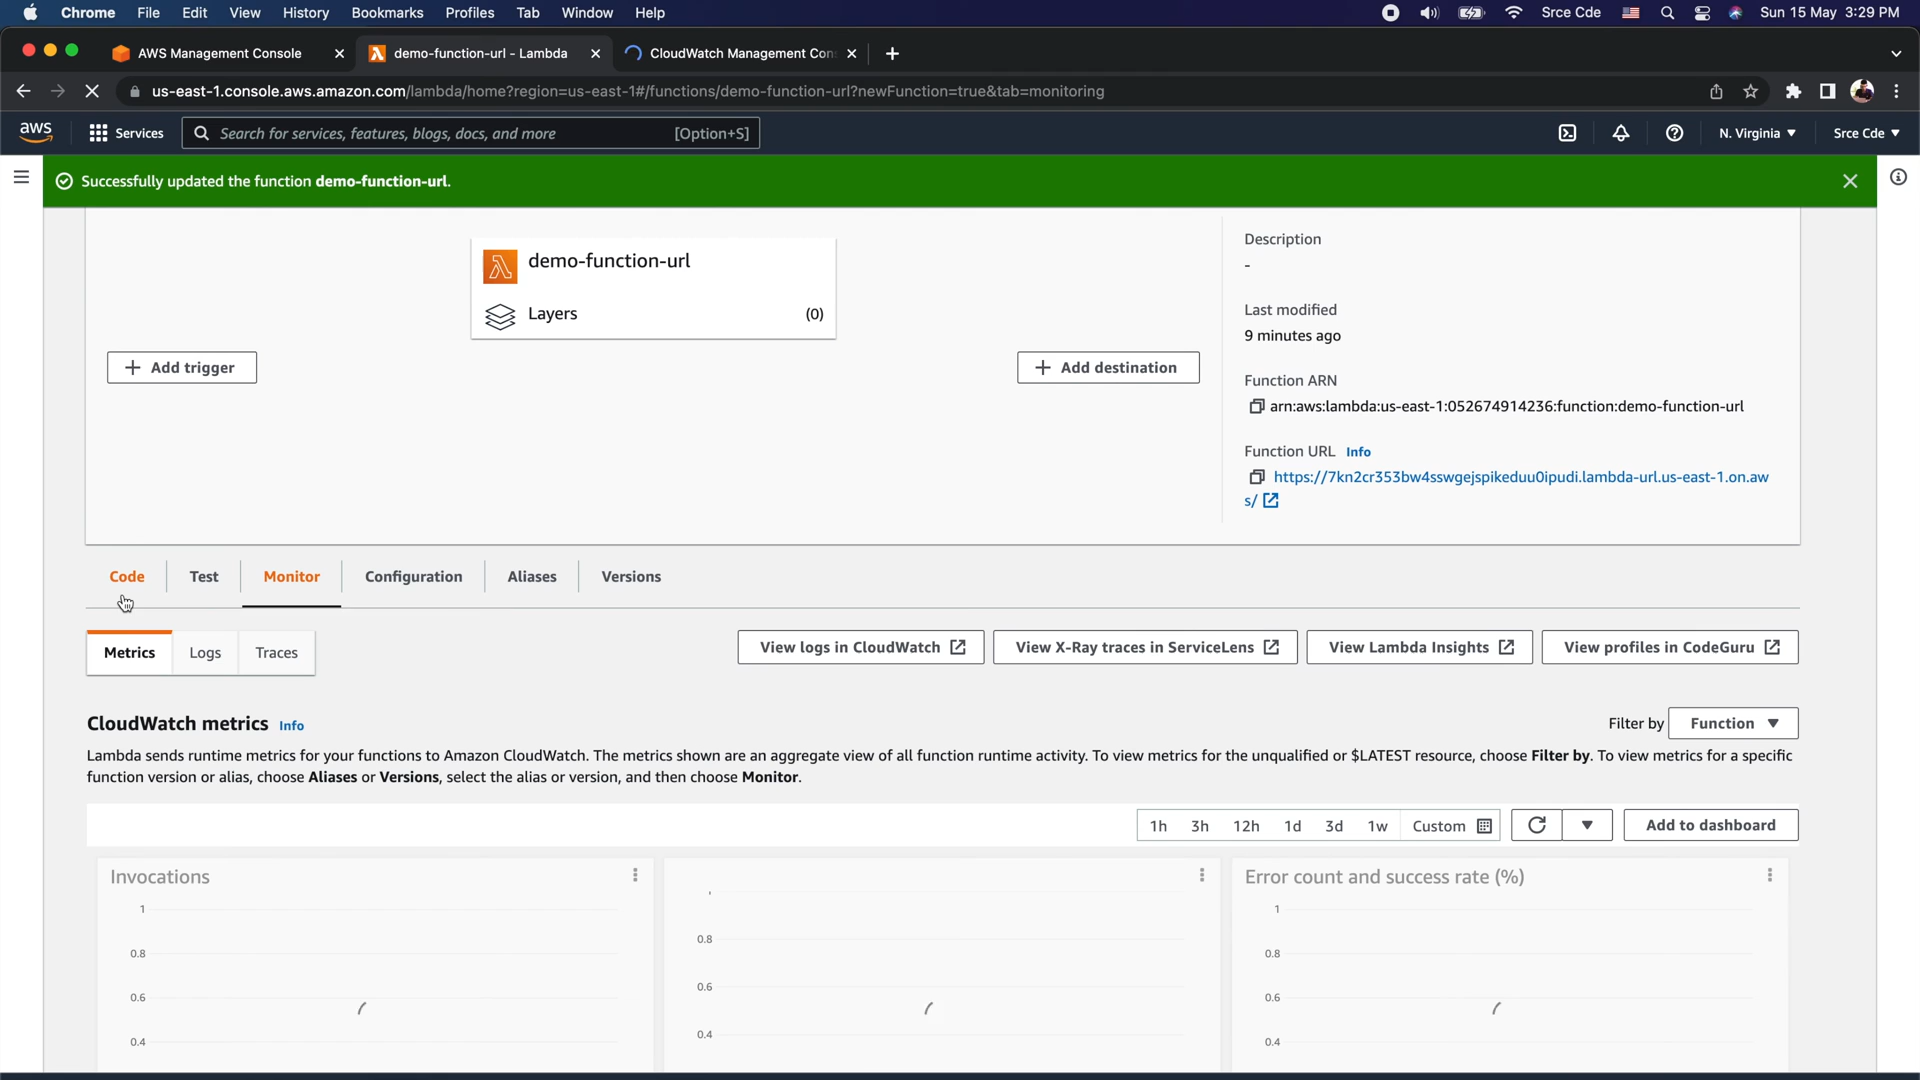 Chrome File Edit View History Bookmarks Profiles Tab Window Help Srce Cde Sun 15 May 3:29 PM
AWS Management Console demo-function-url - Lambda CloudWatch Management Con
us-east-1.console.aws.amazon.com/lambda/home?region=us-east-1#/functions/demo-function-url?newFunction=true&tab=monitoring
aws Services Search for services, features, blogs, docs, and more [Option+S] N. Virginia Srce Cde
Successfully updated the function demo-function-url.
demo-function-url
Layers (0)
+ Add trigger
+ Add destination
Description
-
Last modified
9 minutes ago
Function ARN
arn:aws:lambda:us-east-1:052674914236:function:demo-function-url
Function URL Info
https://7kn2cr353bw4sswgejspikeduu0ipudi.lambda-url.us-east-1.on.aw
s/
Code Test Monitor Configuration Aliases Versions
Metrics Logs Traces View logs in CloudWatch View X-Ray traces in ServiceLens View Lambda Insights View profiles in CodeGuru
CloudWatch metrics Info Filter by Function
Lambda sends runtime metrics for your functions to Amazon CloudWatch. The metrics shown are an aggregate view of all function runtime activity. To view metrics for the unqualified or $LATEST resource, choose Filter by. To view metrics for a specific
function version or alias, choose Aliases or Versions, select the alias or version, and then choose Monitor.
1h 3h 12h 1d 3d 1w Custom Add to dashboard
Invocations
1
0.8
0.6
0.4
0.8
0.6
0.4
Error count and success rate (%)
1
0.8
0.6
0.4